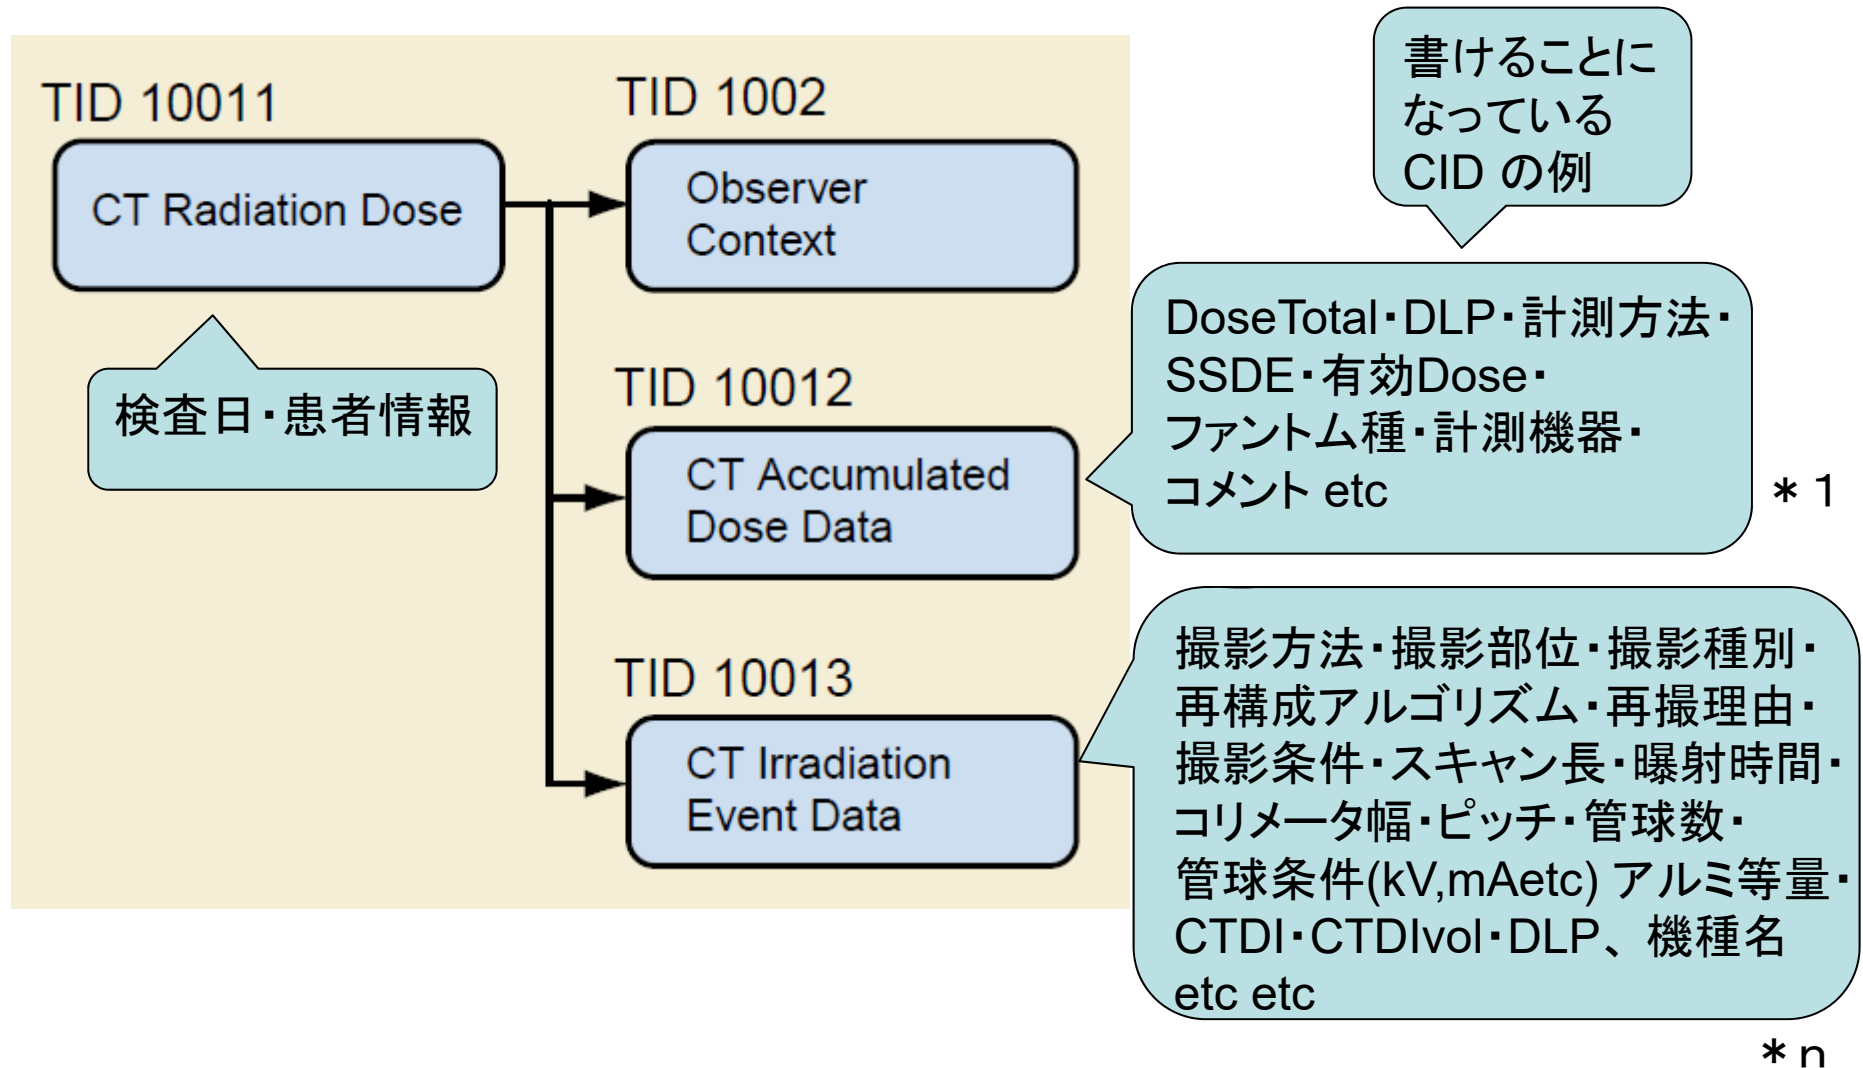 TID 10011
CT Radiation Dose
検査日・患者情報
TID 1002
Observer
Context
TID 10012
CT Accumulated
Dose Data
TID 10013
CT Irradiation
Event Data
書けることに
なっている
CID の例
DoseTotal・DLP・計測方法・
SSDE・有効Dose・
ファントム種・計測機器・
コメント etc
＊1
撮影方法・撮影部位・撮影種別・
再構成アルゴリズム・再撮理由・
撮影条件・スキャン長・曝射時間・
コリメータ幅・ピッチ・管球数・
管球条件(kV,mAetc) アルミ等量・
CTDI・CTDIvol・DLP、機種名
etc etc
＊n